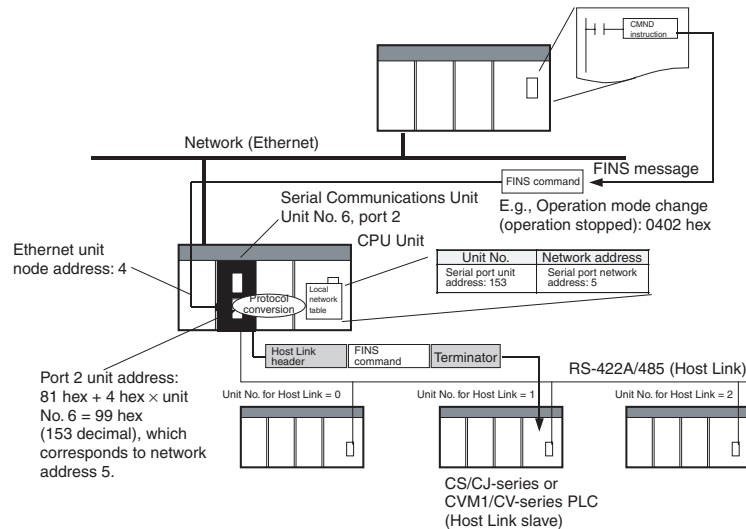 CMND
instruction
Network (Ethernet)
FINS message
FINS command
E.g., Operation mode change
(operation stopped): 0402 hex
Serial Communications Unit
Unit No. 6, port 2
CPU Unit
Ethernet unit
node address: 4
Unit No.
Network address
Serial port unit
address: 153
Serial port network
address: 5
Protocol
conversion
Local
network
table
Host Link
header
FINS
command
Terminator
RS-422A/485 (Host Link)
Port 2 unit address:
81 hex + 4 hex × unit
No. 6 = 99 hex
(153 decimal), which
corresponds to network
address 5.
Unit No. for Host Link = 0
Unit No. for Host Link = 1
Unit No. for Host Link = 2
CS/CJ-series or
CVM1/CV-series PLC
(Host Link slave)